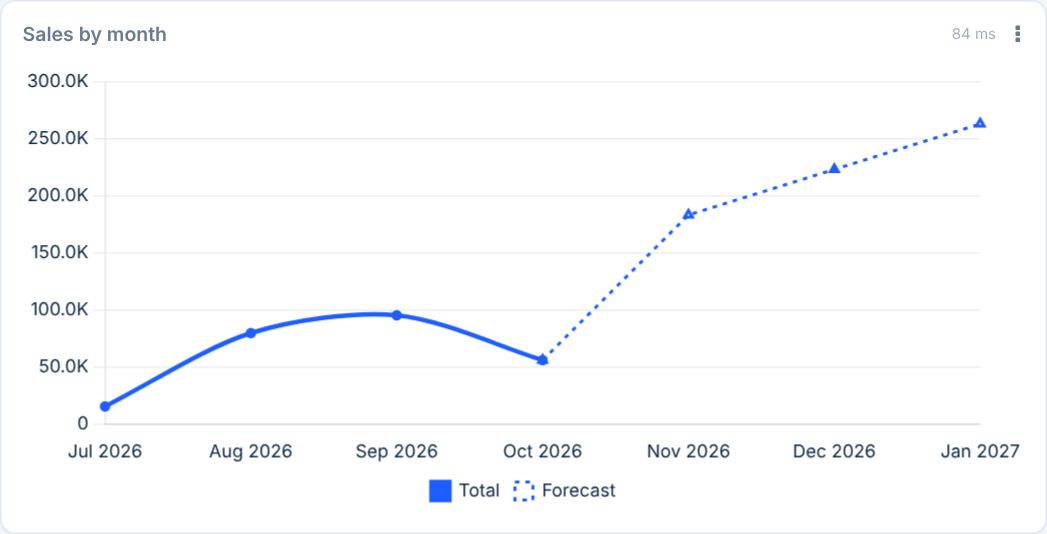 Sales by month
84 ms
300.0K
250.0K
200.0K
150.0K
100.0K
50.0K
0
Jul 2026 Aug 2026 Sep 2026 Oct 2026 Nov 2026 Dec 2026 Jan 2027
Total Forecast